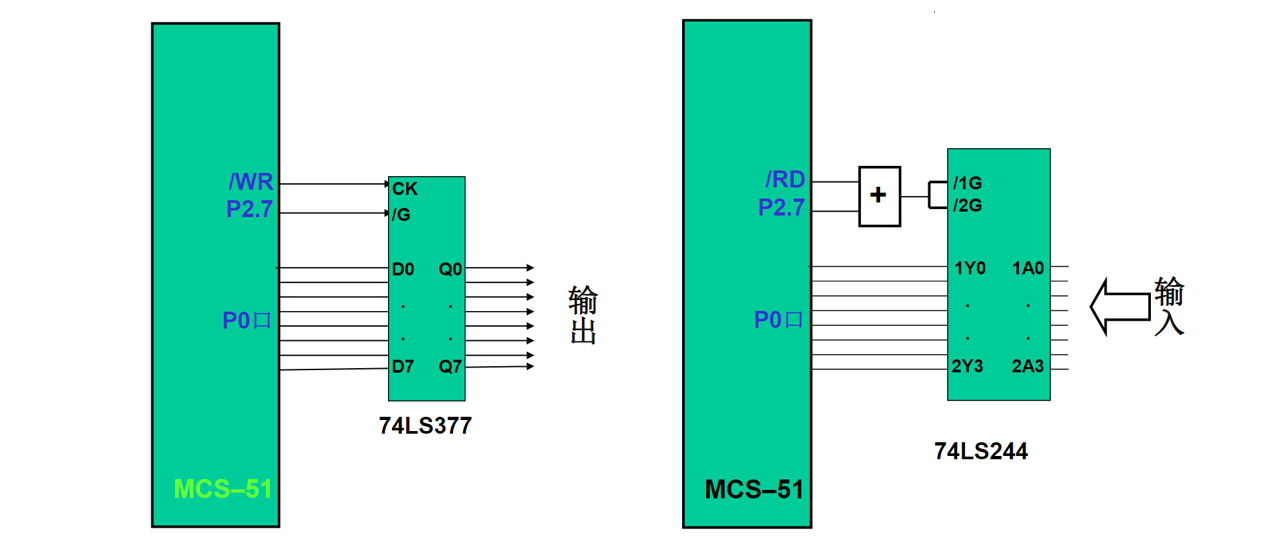 /WR
P2.7
P0口
MCS–51
CK
/G
D0 Q0
. .
. .
D7 Q7
74LS377
输出
/RD
P2.7
P0口
MCS–51
+
/1G
/2G
1Y0 1A0
. .
. .
2Y3 2A3
74LS244
输入